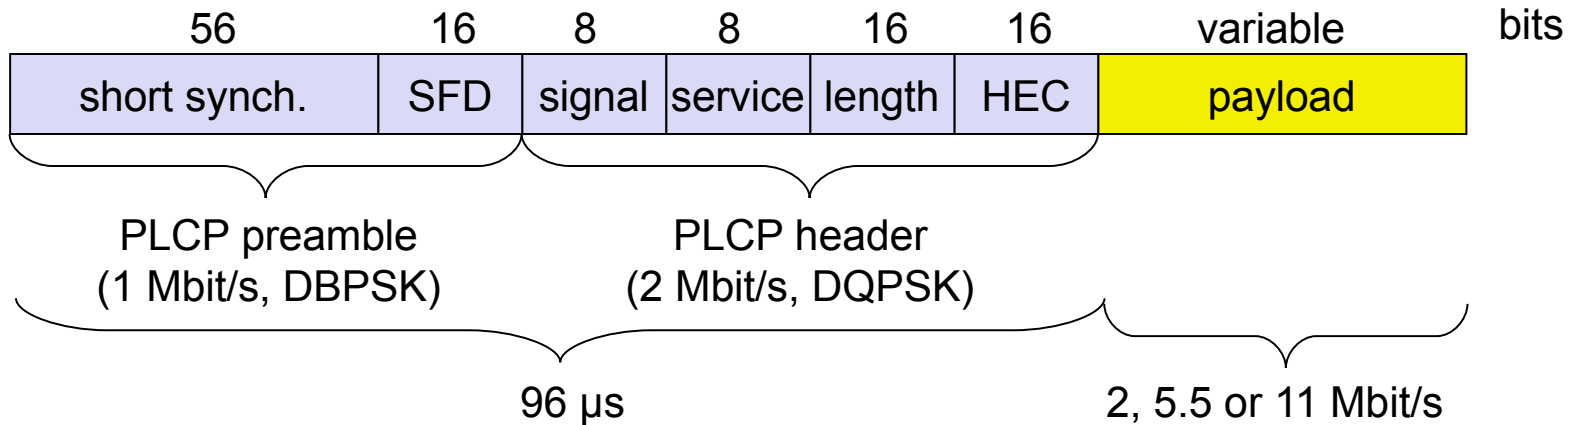 56 16 8 8 16 16 variable bits
short synch. SFD signal service length HEC payload
PLCP preamble PLCP header
(1 Mbit/s, DBPSK) (2 Mbit/s, DQPSK)
96 µs 2, 5.5 or 11 Mbit/s